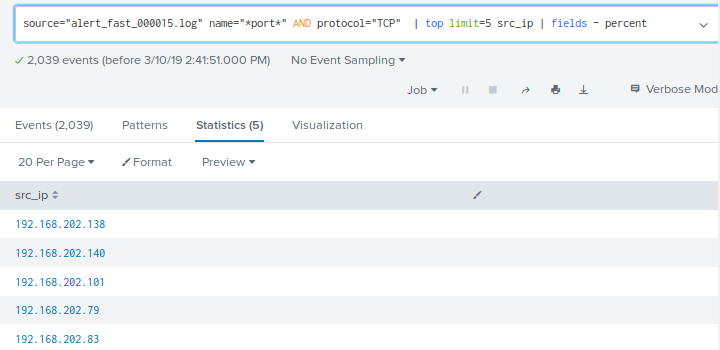 source="alert_fast_000015.log" name="*port*" AND protocol="TCP" | top limit=5 src_ip | fields - percent
2,039 events (before 3/10/19 2:41:51.000 PM) No Event Sampling
Job Verbose Mod
Events (2,039) Patterns Statistics (5) Visualization
20 Per Page Format Preview
src_ip
192.168.202.138
192.168.202.140
192.168.202.101
192.168.202.79
192.168.202.83